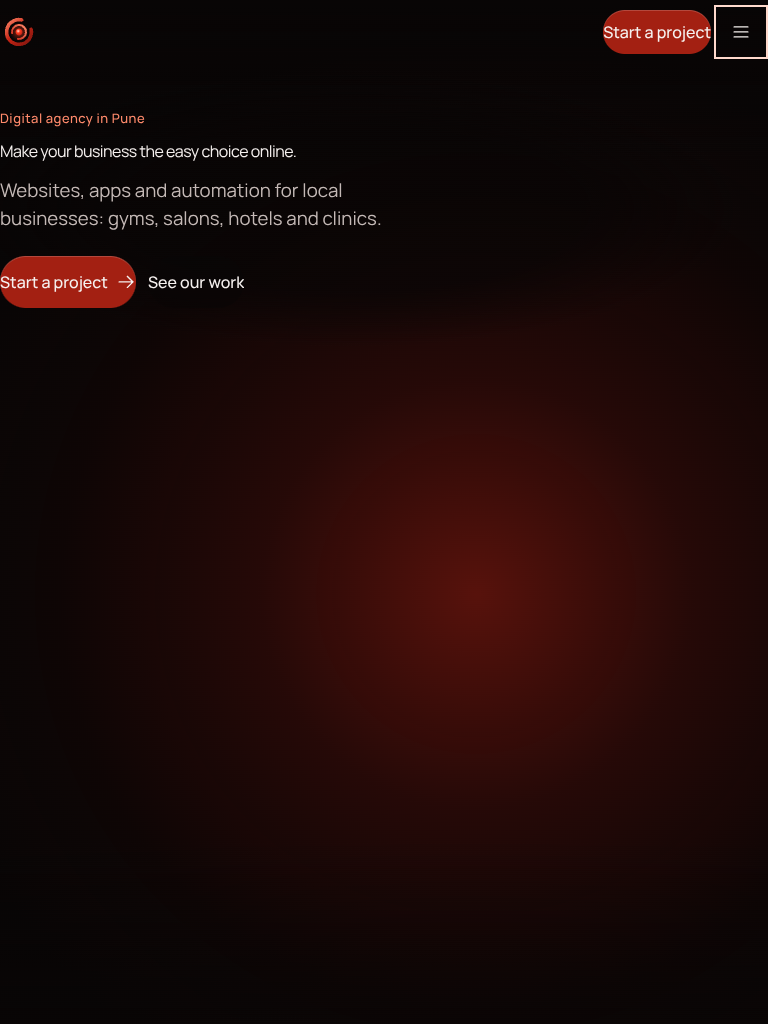 Start a project
Digital agency in Pune
Make your business the easy choice online.
Websites, apps and automation for local
businesses: gyms, salons, hotels and clinics.
Start a project
See our work